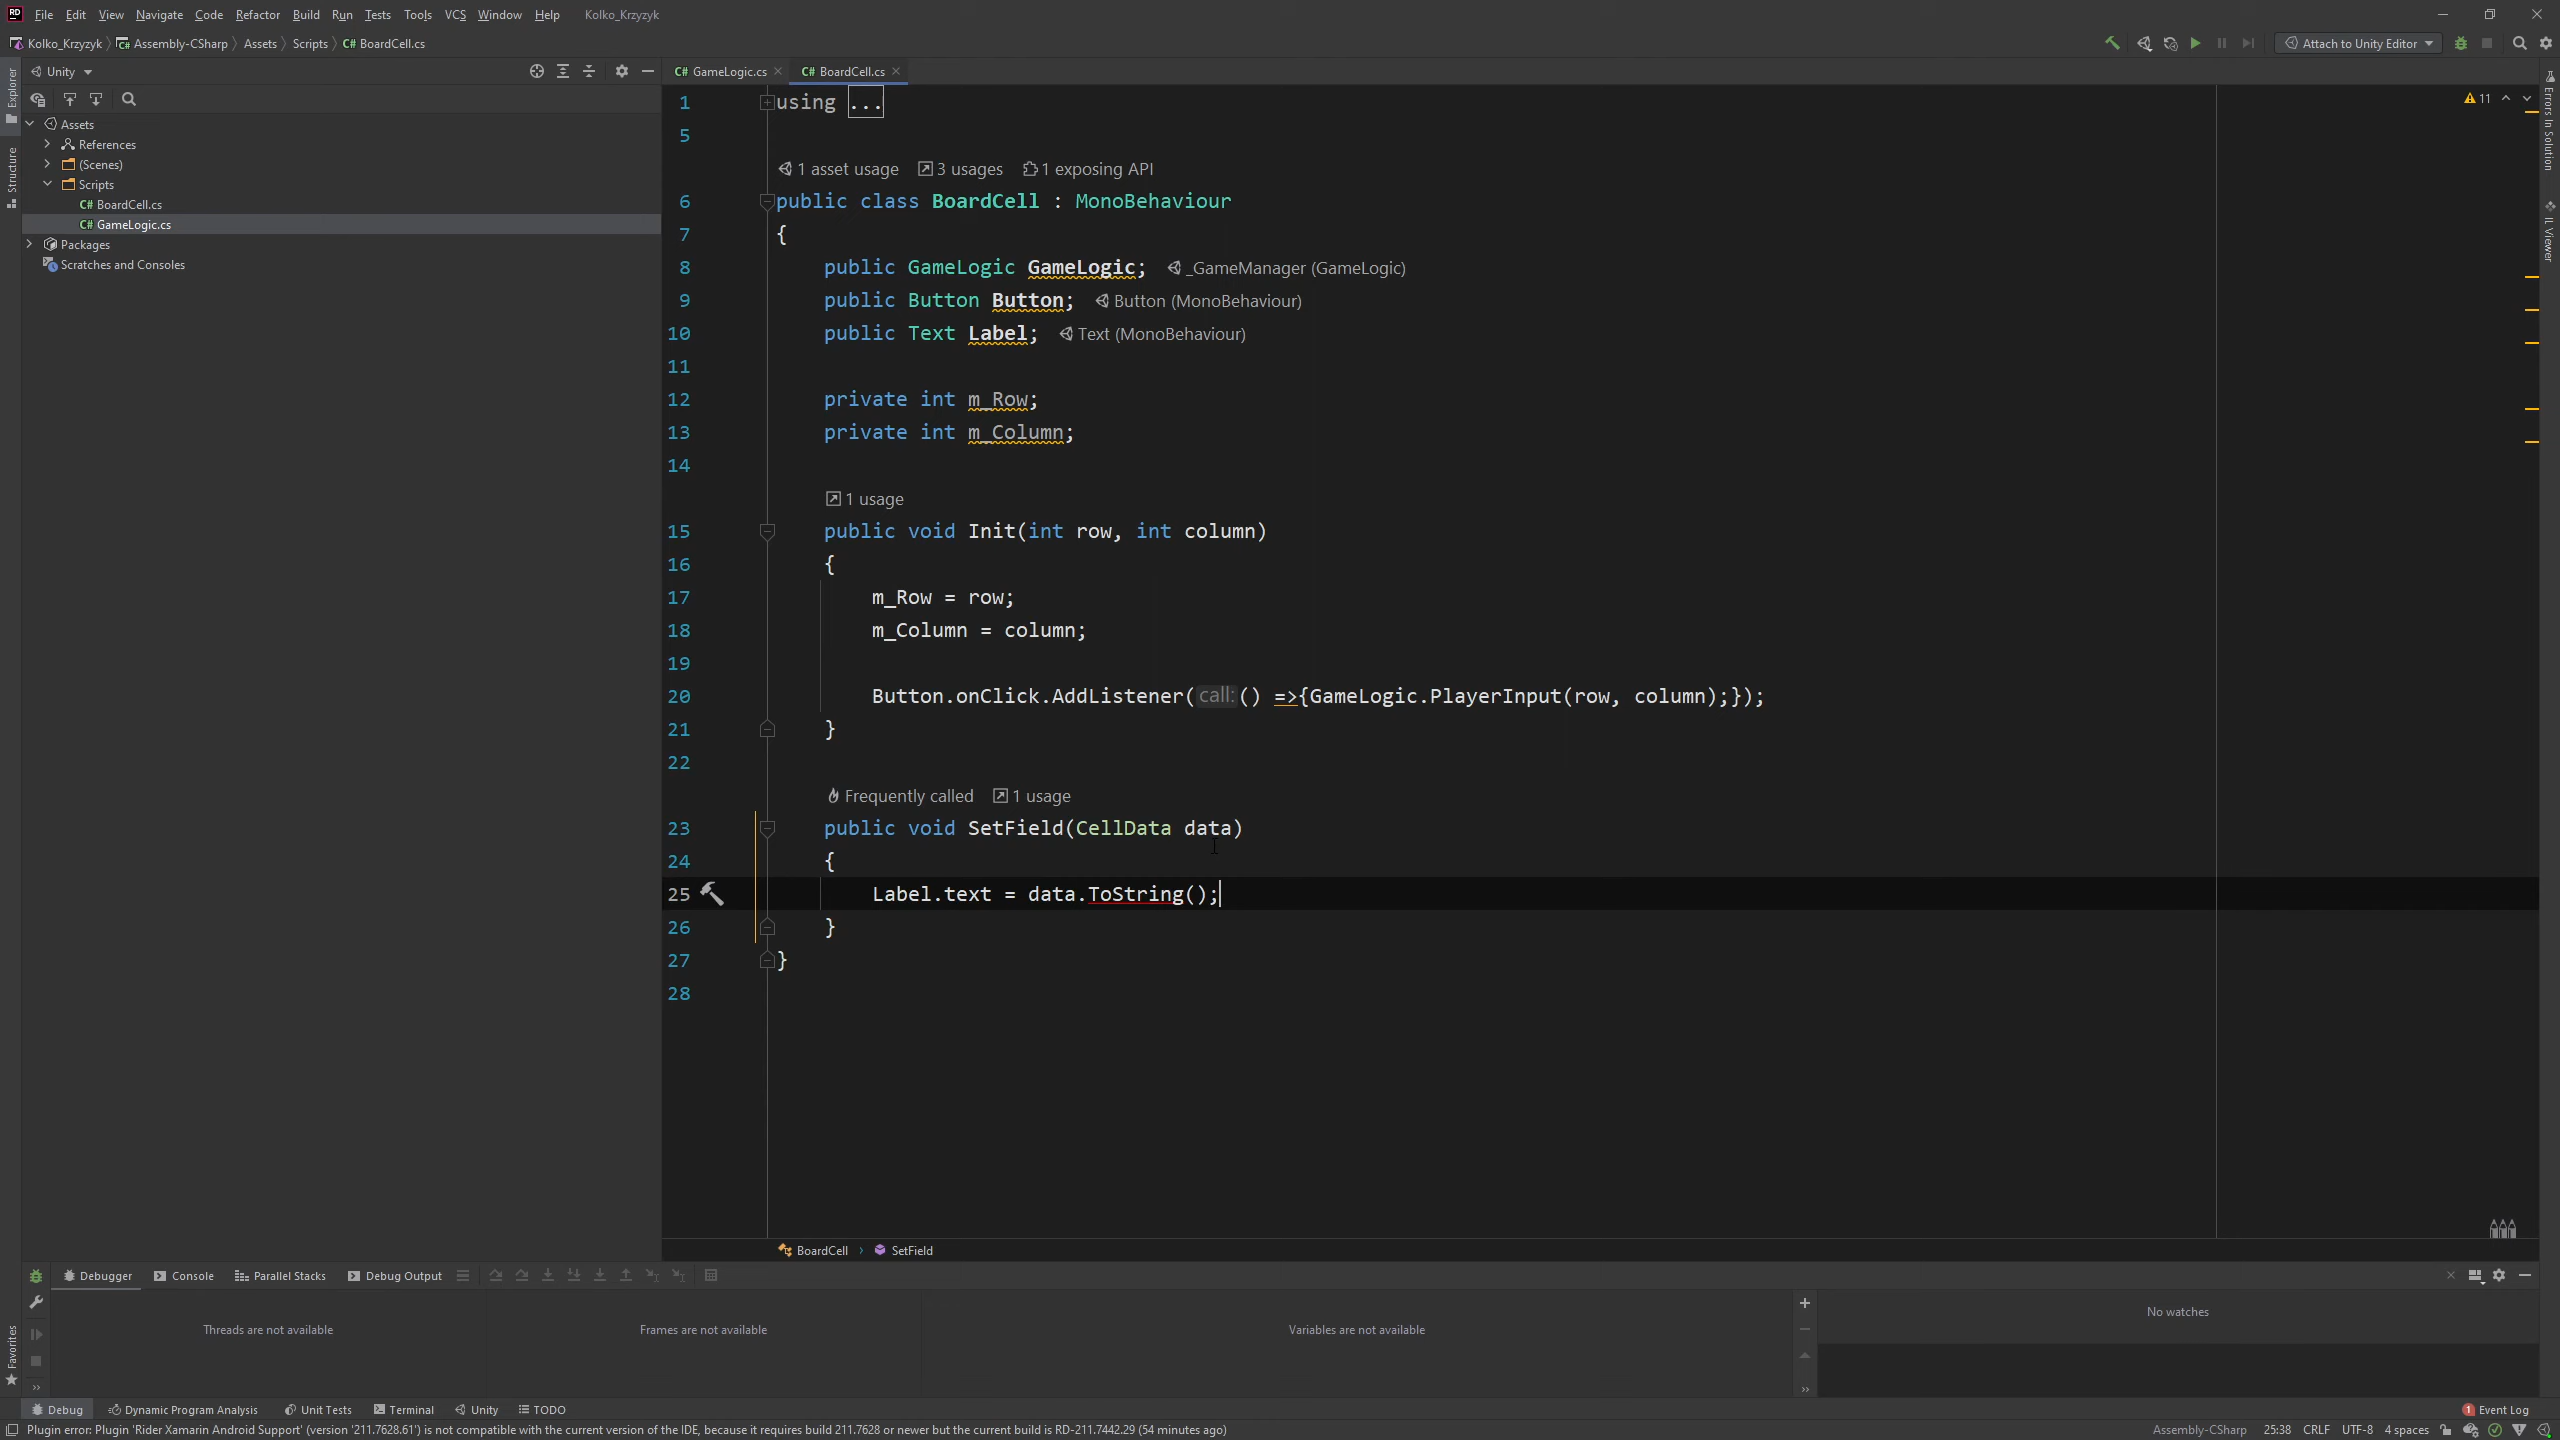 File Edit View Navigate Code Refactor Build Run Tests Tools VCS Window Help Kolko_Krzyzyk
Kolko_Krzyzyk Assembly-CSharp Assets Scripts BoardCell.cs
Attach to Unity Editor
Unity
GameLogic.cs BoardCell.cs
Explorer
Structure
Favorites
Errors In Solution
IL Viewer
Assets
References
(Scenes)
Scripts
BoardCell.cs
GameLogic.cs
Packages
Scratches and Consoles
11
1 using ...
5
1 asset usage 3 usages 1 exposing API
6 public class BoardCell : MonoBehaviour
7 {
8 public GameLogic GameLogic; _GameManager (GameLogic)
9 public Button Button; Button (MonoBehaviour)
10 public Text Label; Text (MonoBehaviour)
11
12 private int m_Row;
13 private int m_Column;
14
1 usage
15 public void Init(int row, int column)
16 {
17 m_Row = row;
18 m_Column = column;
19
20 Button.onClick.AddListener(call: () =>{GameLogic.PlayerInput(row, column);});
21 }
22
Frequently called 1 usage
23 public void SetField(CellData data)
24 {
25 Label.text = data.ToString();
26 }
27 }
28
BoardCell › SetField
Debugger Console Parallel Stacks Debug Output
Threads are not available
Frames are not available
Variables are not available
No watches
Debug Dynamic Program Analysis Unit Tests Terminal Unity TODO
1 Event Log
Plugin error: Plugin 'Rider Xamarin Android Support' (version '211.7628.61') is not compatible with the current version of the IDE, because it requires build 211.7628 or newer but the current build is RD-211.7442.29 (54 minutes ago)
Assembly-CSharp 25:38 CRLF UTF-8 4 spaces